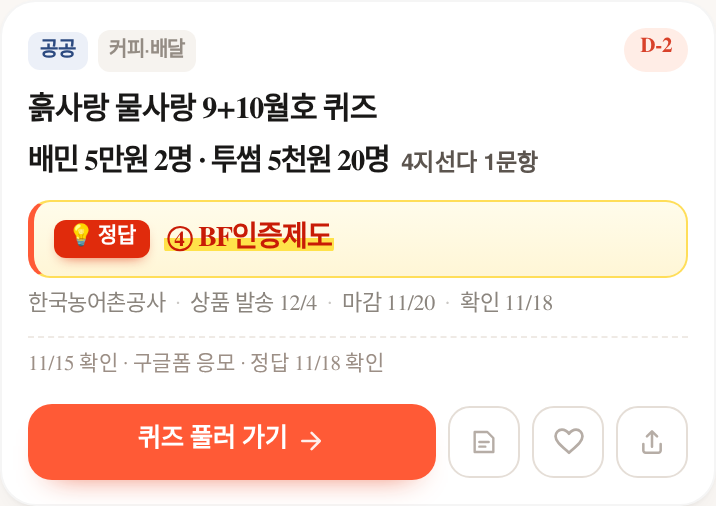 공공 커피·배달 D-2
흙사랑 물사랑 9+10월호 퀴즈
배민 5만원 2명 · 투썸 5천원 20명 4지선다 1문항
💡 정답 ④ BF인증제도
한국농어촌공사 · 상품 발송 12/4 · 마감 11/20 · 확인 11/18
11/15 확인 · 구글폼 응모 · 정답 11/18 확인
퀴즈 풀러 가기 →